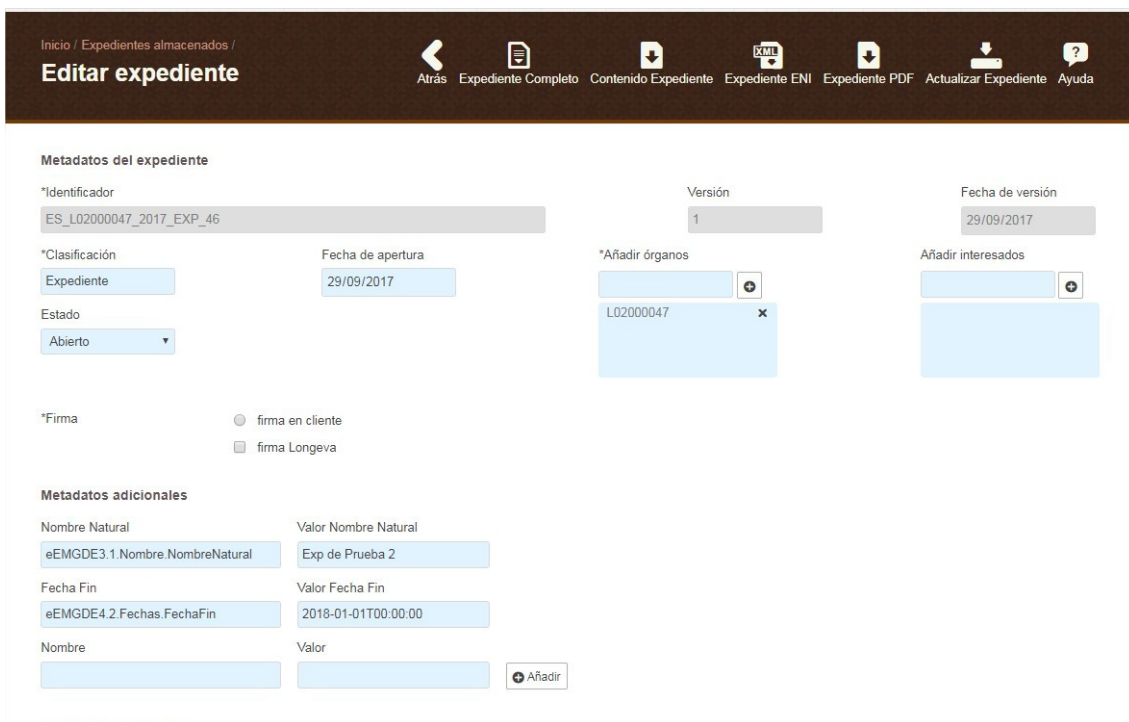 Inicio / Expedientes almacenados /
Editar expediente
Atrás Expediente Completo Contenido Expediente XML Expediente ENI Expediente PDF Actualizar Expediente ? Ayuda
Metadatos del expediente
*Identificador Versión Fecha de versión
ES_L02000047_2017_EXP_46 1 29/09/2017
*Clasificación Fecha de apertura *Añadir órganos Añadir interesados
Expediente 29/09/2017
Estado L02000047 x
Abierto
*Firma firma en cliente
firma Longeva
Metadatos adicionales
Nombre Natural Valor Nombre Natural
eEMGDE3.1.Nombre.NombreNatural Exp de Prueba 2
Fecha Fin Valor Fecha Fin
eEMGDE4.2.Fechas.FechaFin 2018-01-01T00:00:00
Nombre Valor
Añadir